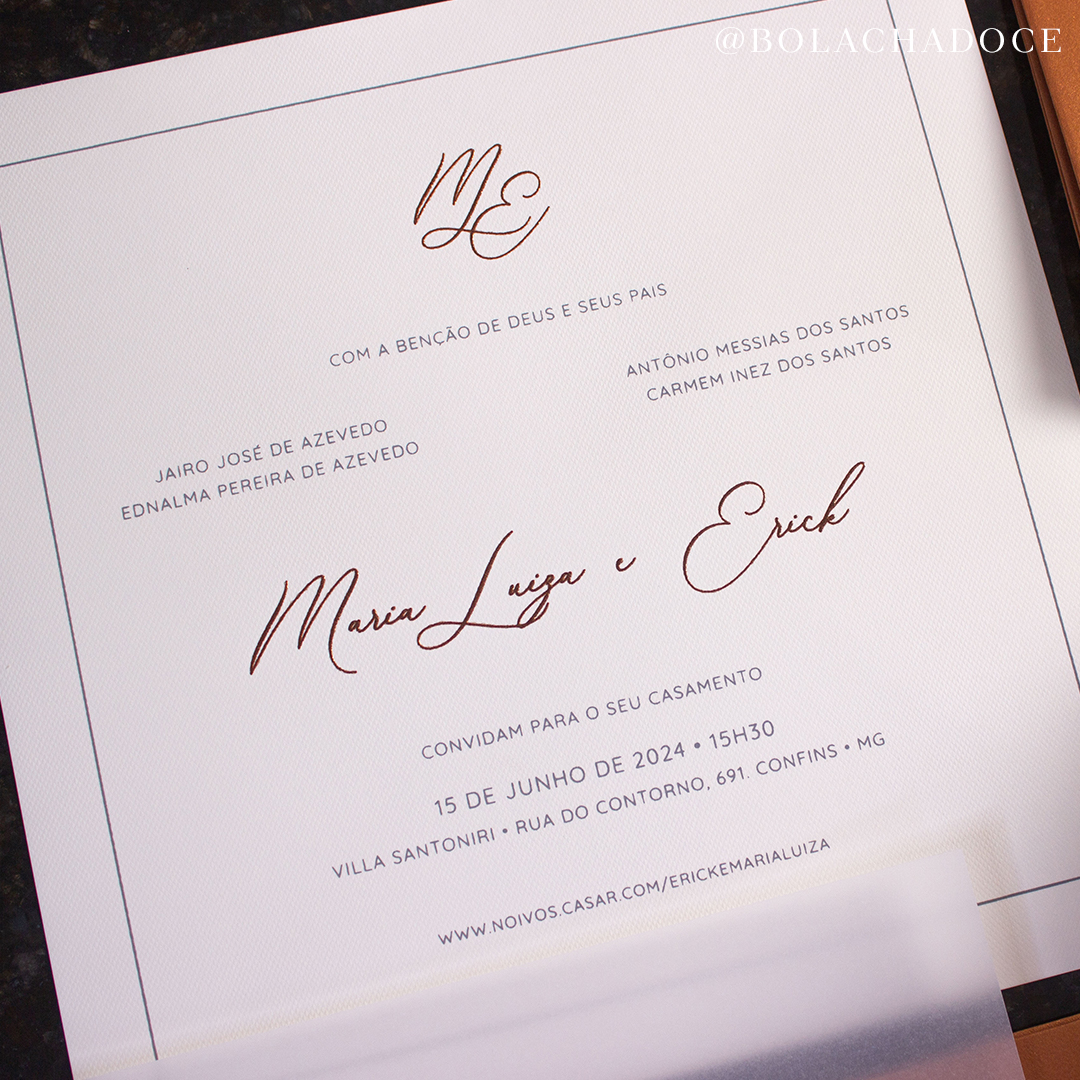 @BOLACHADOCE
ME
COM A BENÇÃO DE DEUS E SEUS PAIS
JAIRO JOSÉ DE AZEVEDO
EDNALMA PEREIRA DE AZEVEDO
ANTÔNIO MESSIAS DOS SANTOS
CARMEM INEZ DOS SANTOS
Maria Luiza e Erick
CONVIDAM PARA O SEU CASAMENTO
15 DE JUNHO DE 2024 • 15H30
VILLA SANTONIRI • RUA DO CONTORNO, 691. CONFINS • MG
WWW.NOIVOS.CASAR.COM/ERICKEMARIALUIZA